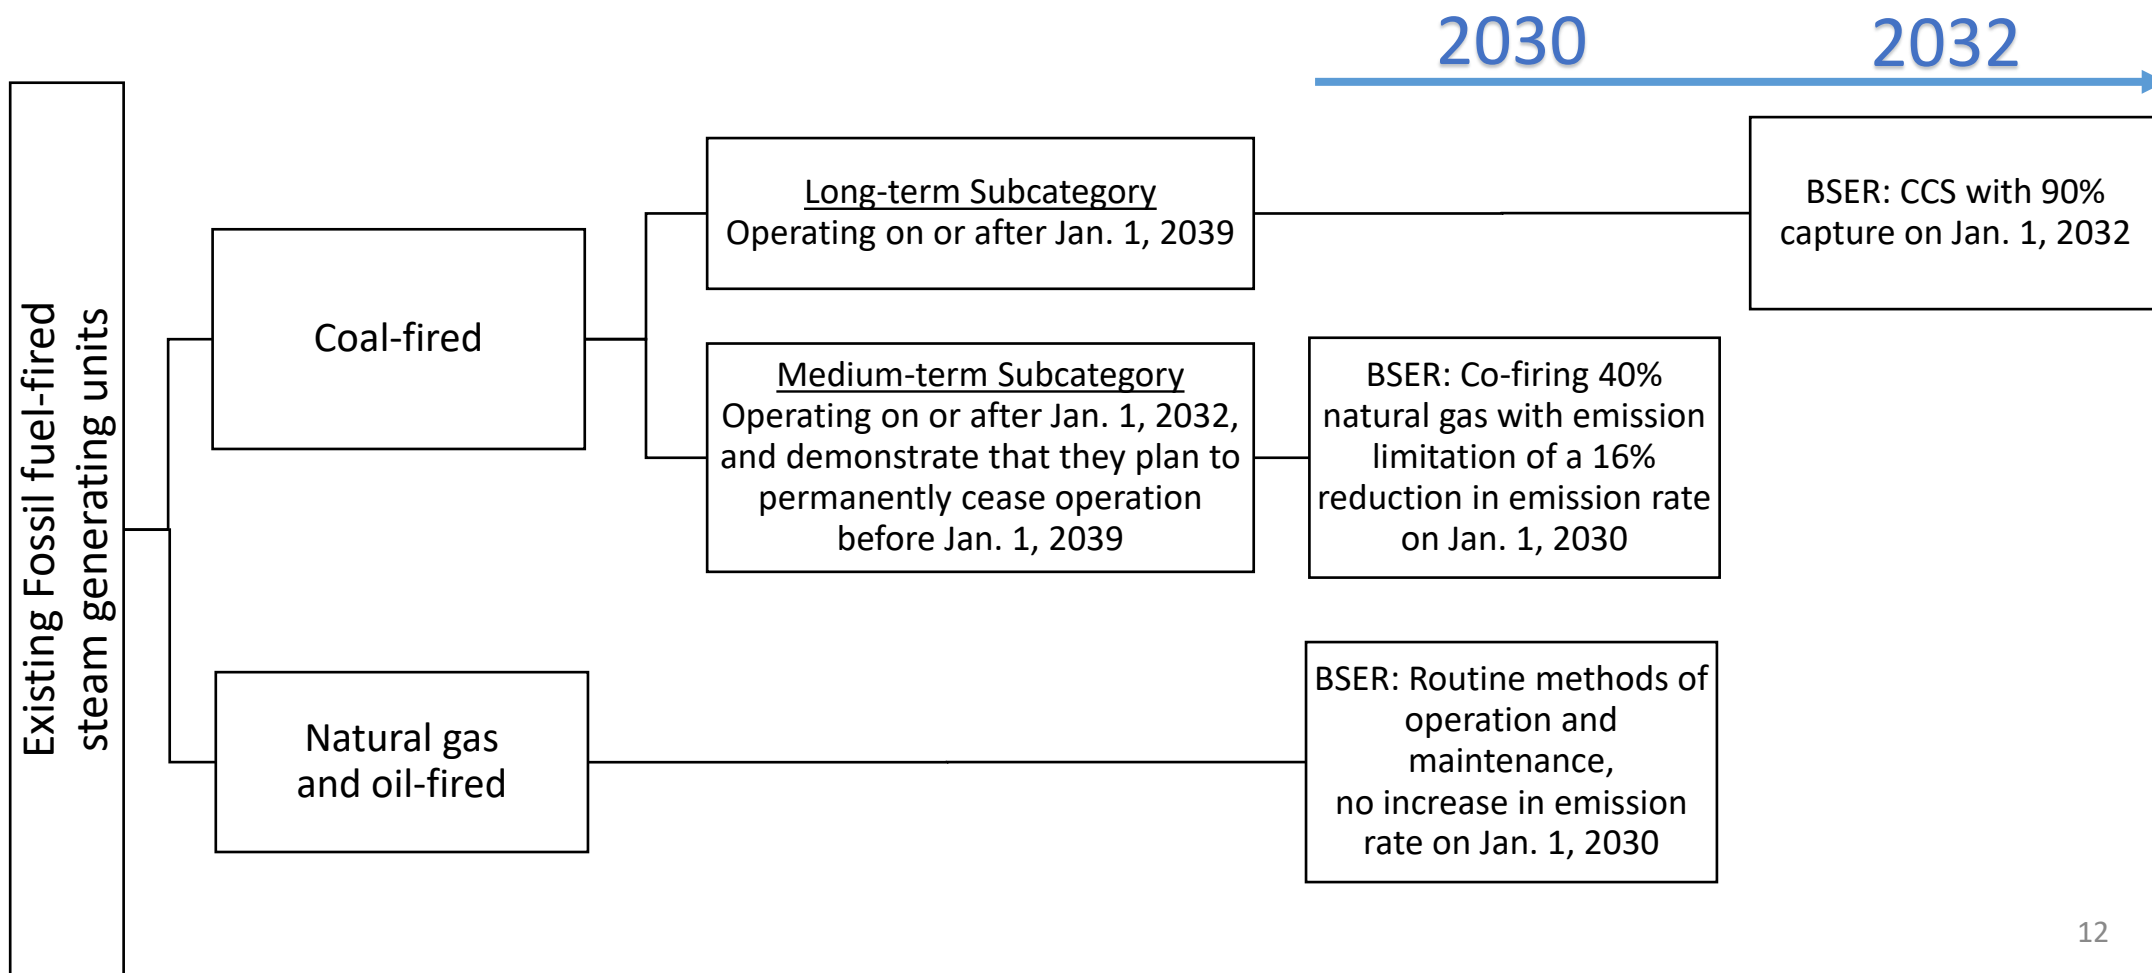 2030
2032
Existing Fossil fuel-fired
steam generating units
Coal-fired
Long-term Subcategory
Operating on or after Jan. 1, 2039
BSER: CCS with 90%
capture on Jan. 1, 2032
Medium-term Subcategory
Operating on or after Jan. 1, 2032,
and demonstrate that they plan to
permanently cease operation
before Jan. 1, 2039
BSER: Co-firing 40%
natural gas with emission
limitation of a 16%
reduction in emission rate
on Jan. 1, 2030
Natural gas
and oil-fired
BSER: Routine methods of
operation and
maintenance,
no increase in emission
rate on Jan. 1, 2030
12